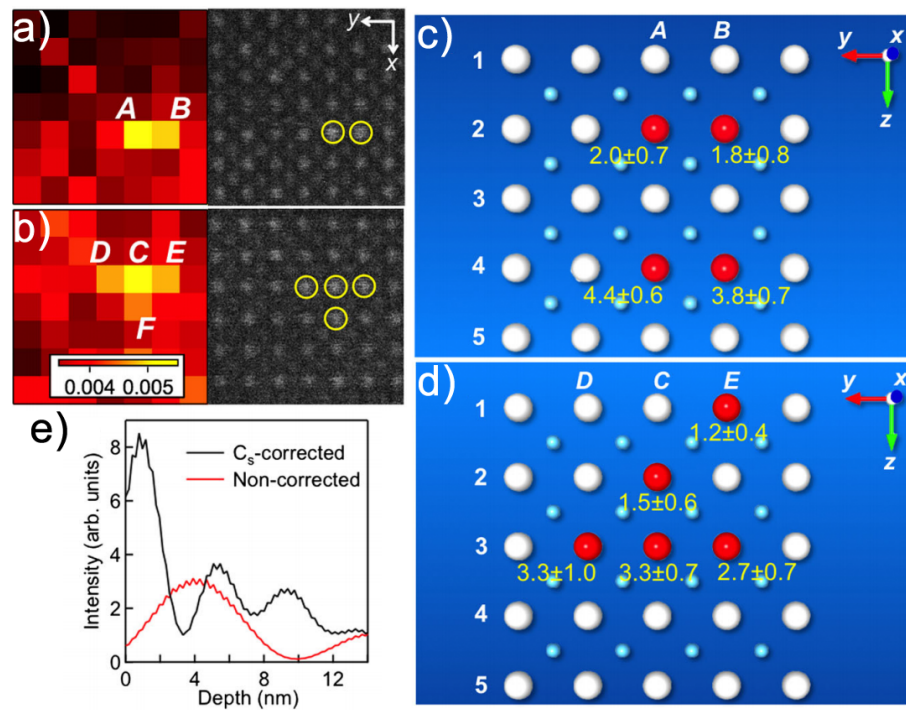 a)
y
x
A B
b)
D C E
F
0.004 0.005
c)
A B
y x
z
1
2
2.0±0.7 1.8±0.8
3
4
4.4±0.6 3.8±0.7
5
d)
D C E
y x
z
1
1.2±0.4
2
1.5±0.6
3
3.3±1.0 3.3±0.7 2.7±0.7
4
5
e)
8
6
4
2
0
Intensity (arb. units)
Cs-corrected
Non-corrected
0 4 8 12
Depth (nm)